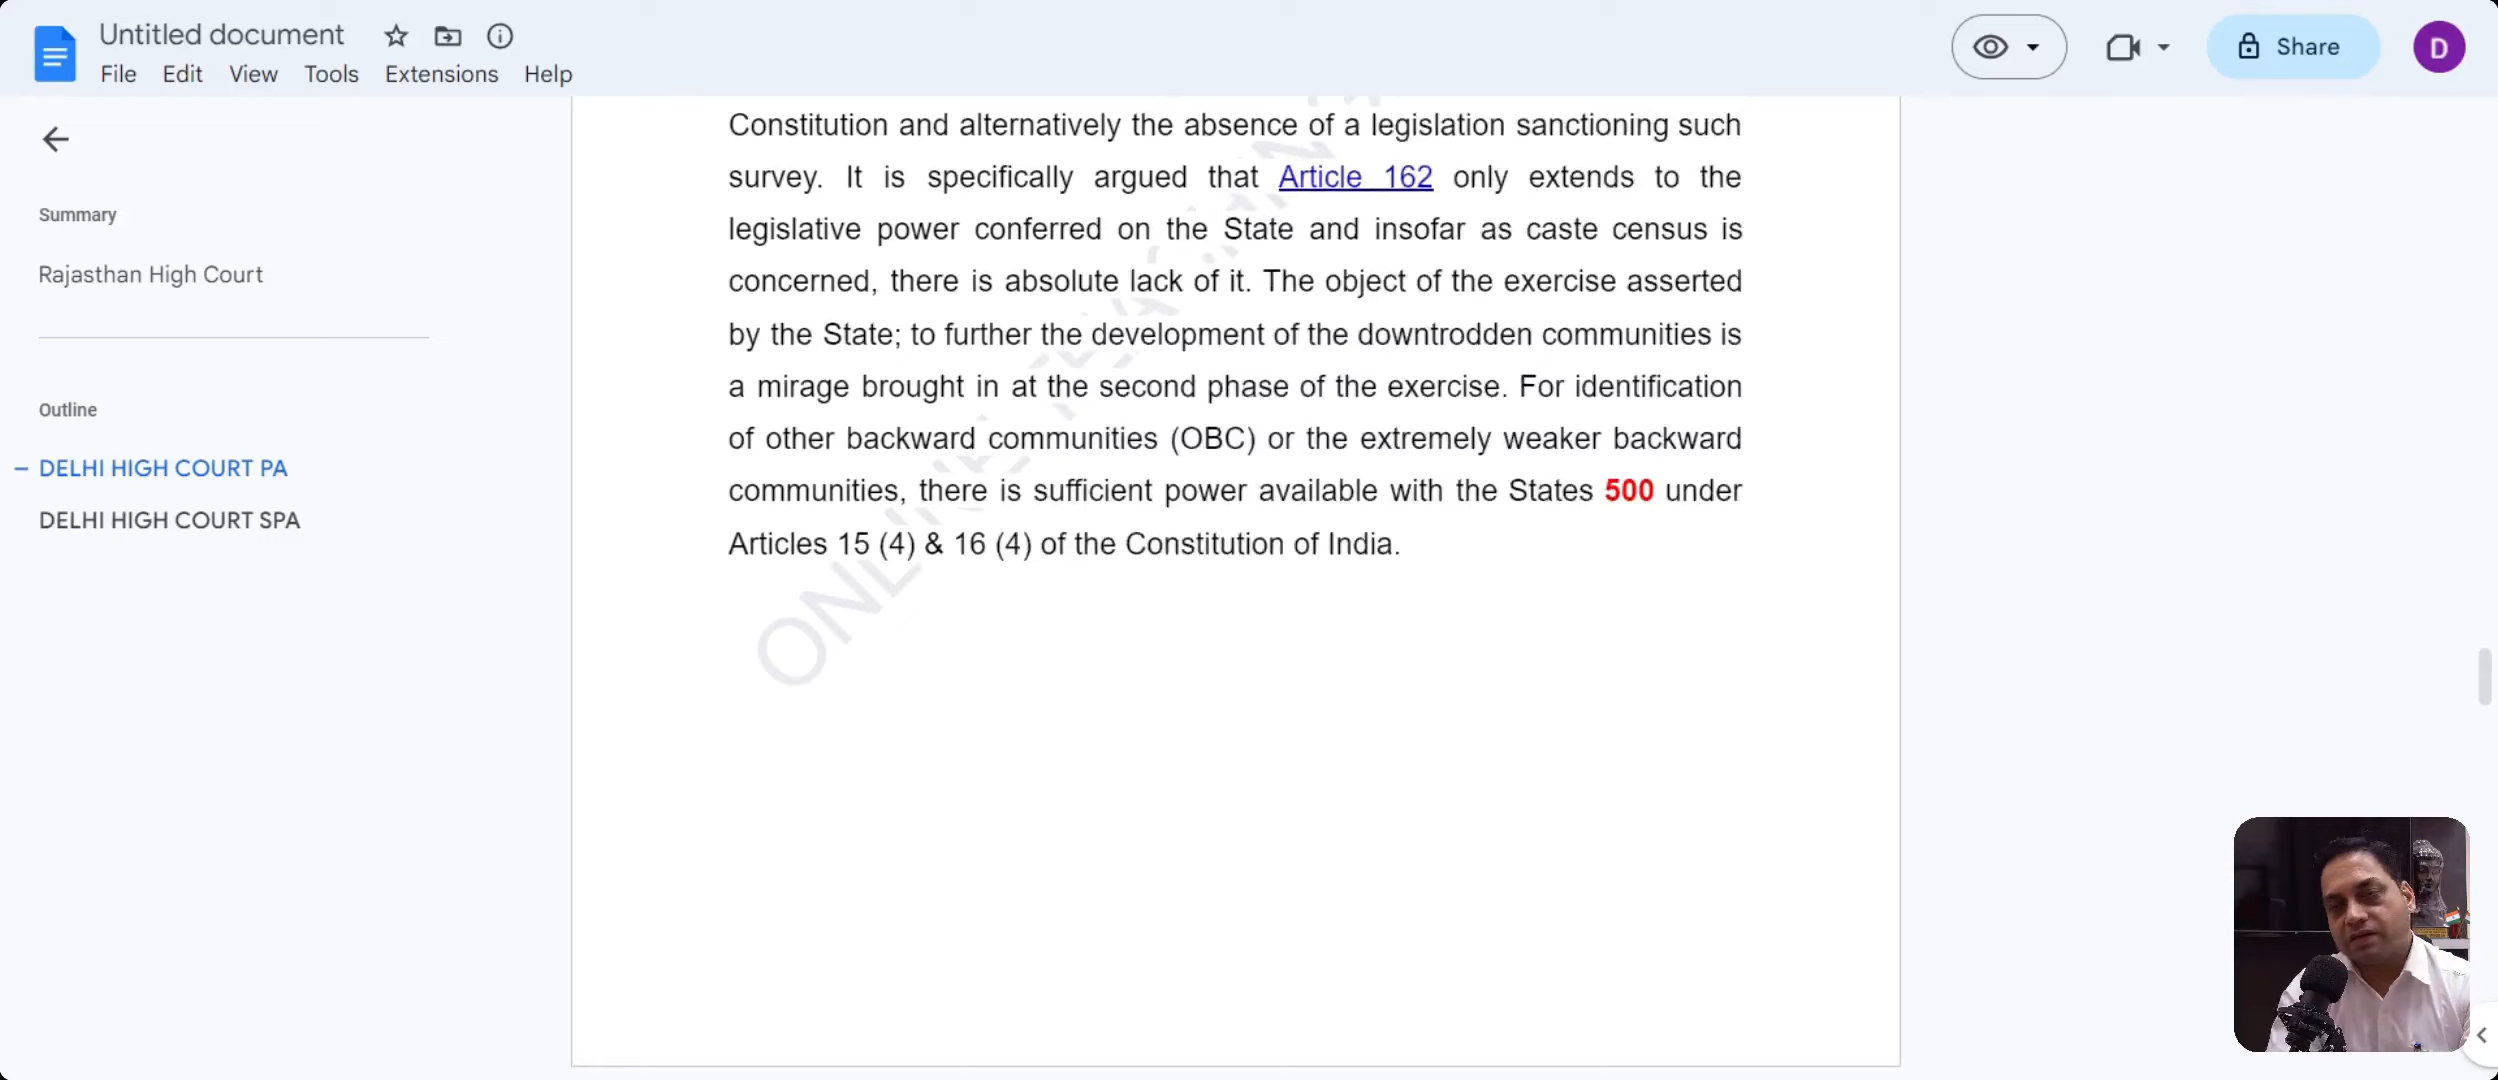 Untitled document
File Edit View Tools Extensions Help
Share
D
Summary
Rajasthan High Court
Outline
DELHI HIGH COURT PA
DELHI HIGH COURT SPA
Constitution and alternatively the absence of a legislation sanctioning such
survey. It is specifically argued that Article 162 only extends to the
legislative power conferred on the State and insofar as caste census is
concerned, there is absolute lack of it. The object of the exercise asserted
by the State; to further the development of the downtrodden communities is
a mirage brought in at the second phase of the exercise. For identification
of other backward communities (OBC) or the extremely weaker backward
communities, there is sufficient power available with the States 500 under
Articles 15 (4) & 16 (4) of the Constitution of India.
ONLINE